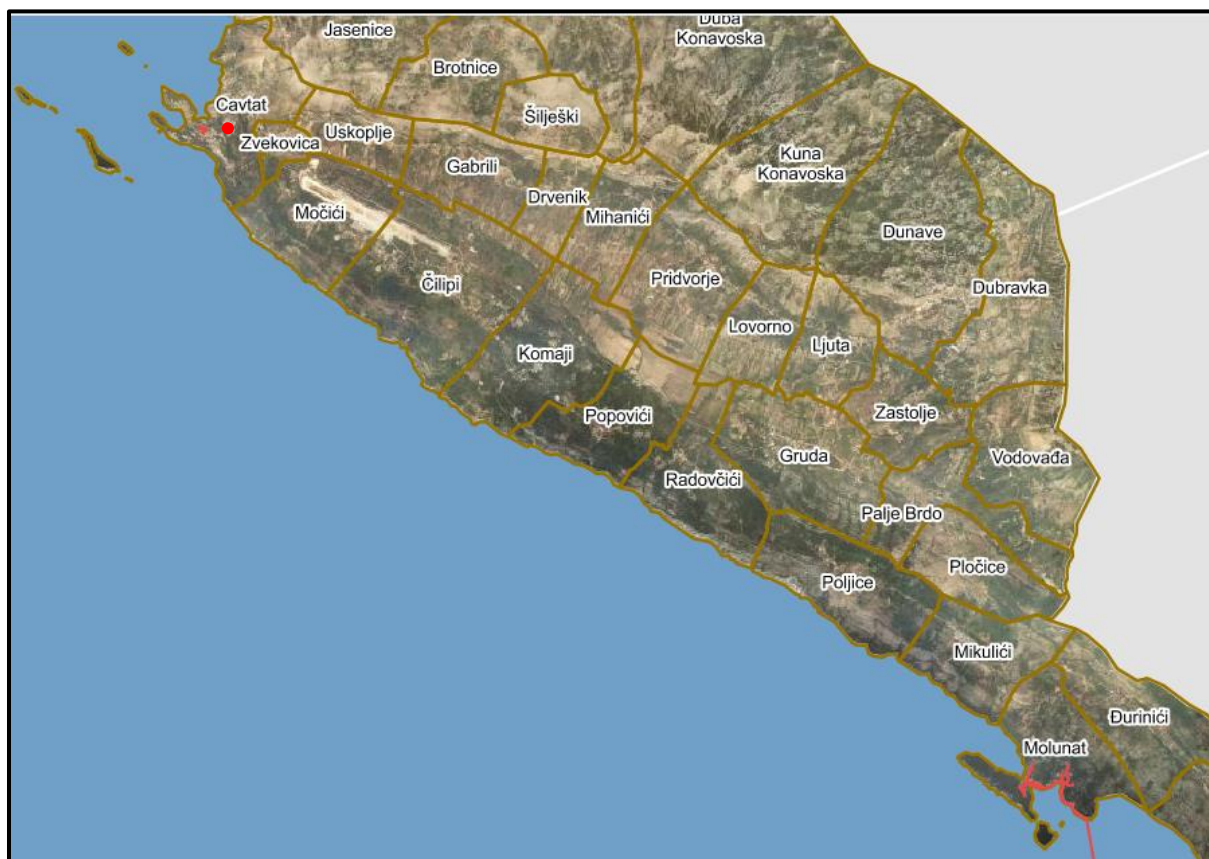 Duba
Konavoska
Jasenice
Brotnice
Cavtat
Šilješki
Uskoplje
Zvekovica
Kuna
Konavoska
Gabrili
Drvenik
Mihanići
Močići
Dunave
Čilipi
Pridvorje
Dubravka
Lovorno
Ljuta
Komaji
Popovići
Zastolje
Gruda
Vodovađa
Radovčići
Palje Brdo
Pločice
Poljice
Mikulići
Đurinići
Molunat